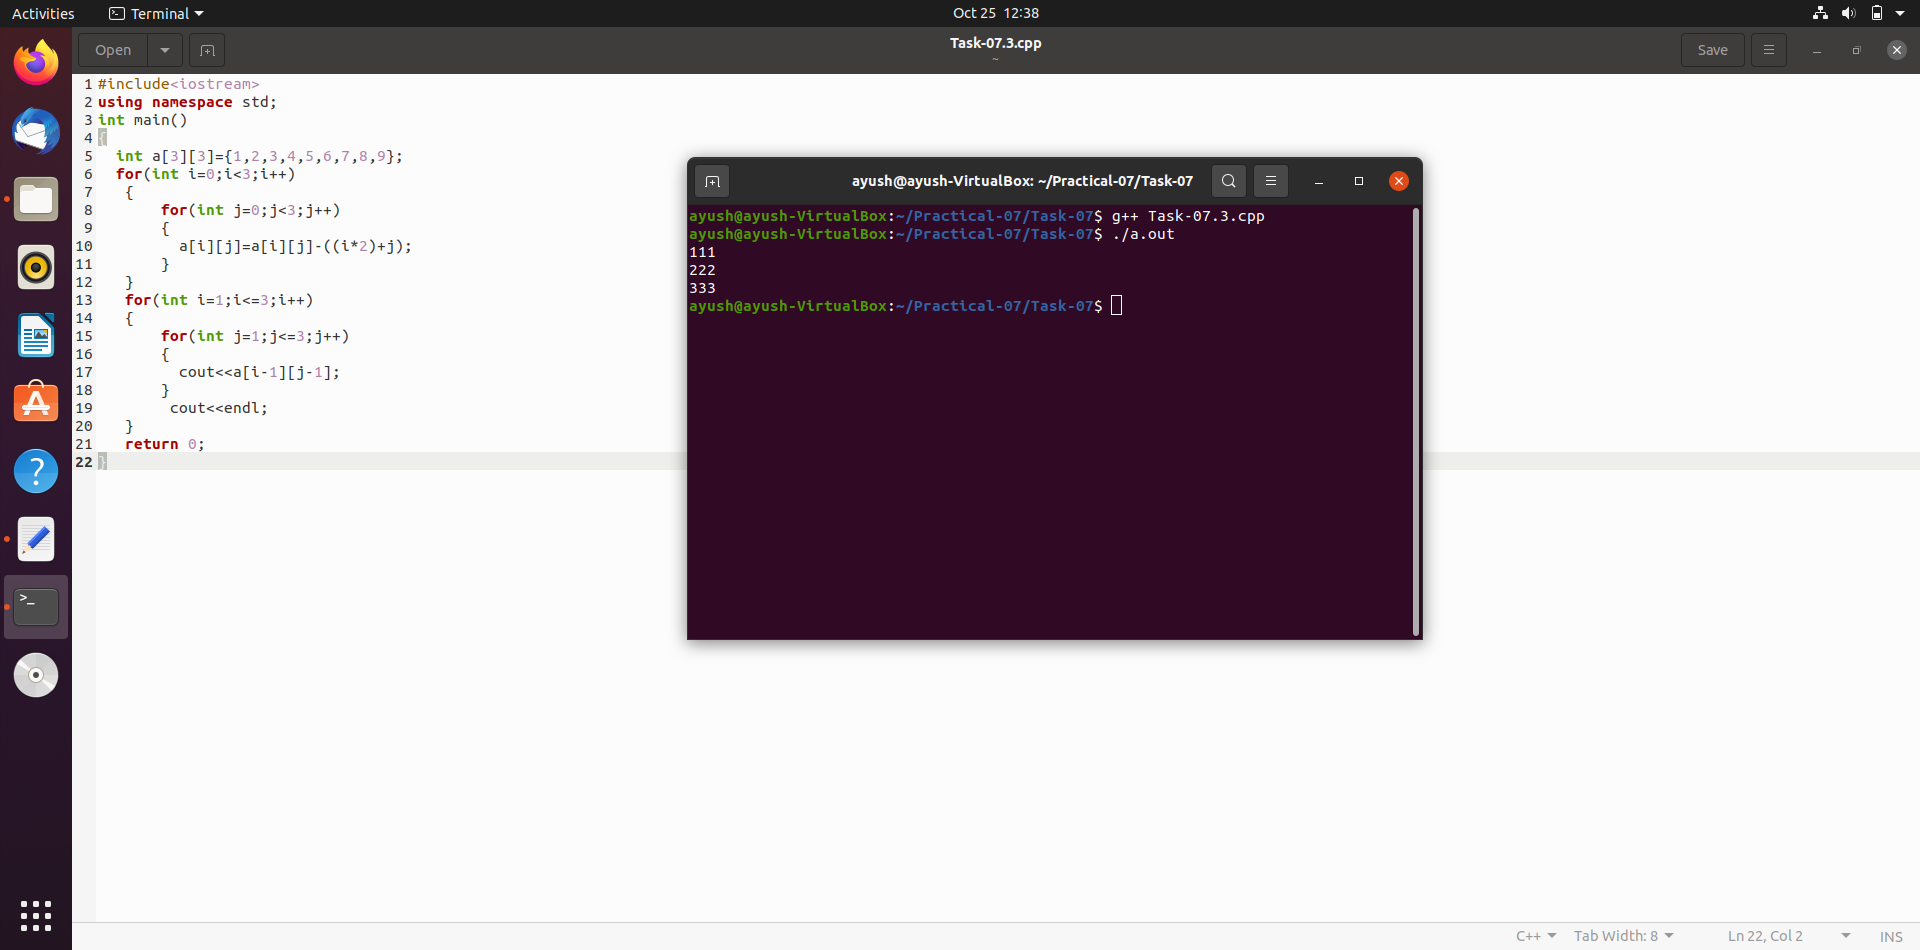 Activities Terminal Oct 25 12:38
Open Task-07.3.cpp Save
~
1 #include<iostream>
2 using namespace std;
3 int main()
4 {
5   int a[3][3]={1,2,3,4,5,6,7,8,9};
6   for(int i=0;i<3;i++)
7    {
8        for(int j=0;j<3;j++)
9        {
10          a[i][j]=a[i][j]-((i*2)+j);
11        }
12    }
13    for(int i=1;i<=3;i++)
14    {
15        for(int j=1;j<=3;j++)
16        {
17          cout<<a[i-1][j-1];
18        }
19         cout<<endl;
20    }
21    return 0;
22 }
ayush@ayush-VirtualBox: ~/Practical-07/Task-07
ayush@ayush-VirtualBox:~/Practical-07/Task-07$ g++ Task-07.3.cpp
ayush@ayush-VirtualBox:~/Practical-07/Task-07$ ./a.out
111
222
333
ayush@ayush-VirtualBox:~/Practical-07/Task-07$
C++ Tab Width: 8 Ln 22, Col 2 INS